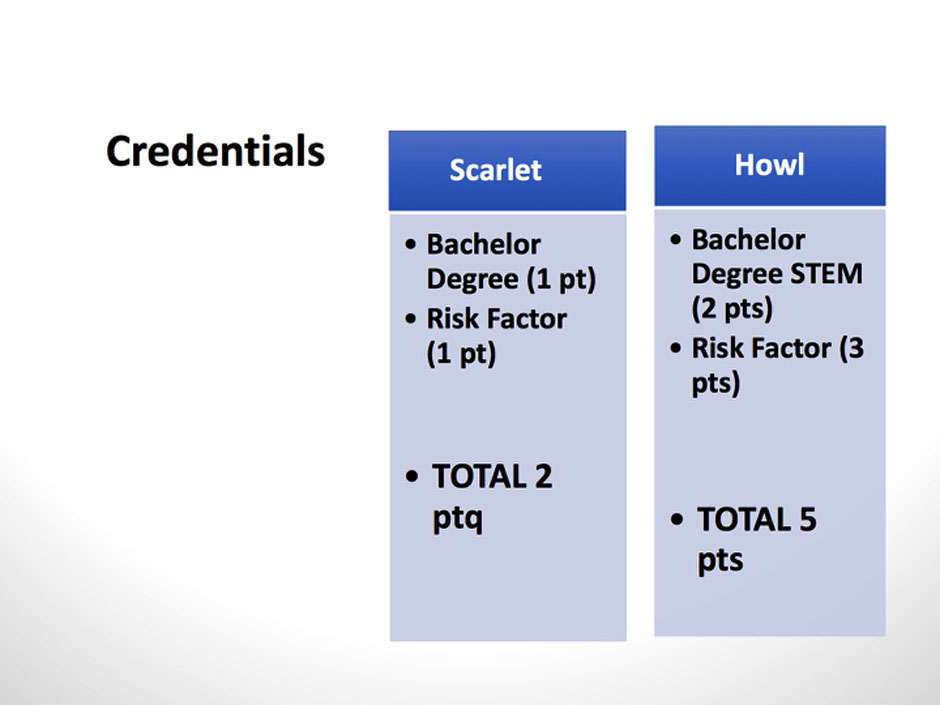 Credentials
Scarlet
• Bachelor
Degree (1 pt)
• Risk Factor
(1 pt)
• TOTAL 2
ptq
Howl
• Bachelor
Degree STEM
(2 pts)
• Risk Factor (3
pts)
• TOTAL 5
pts